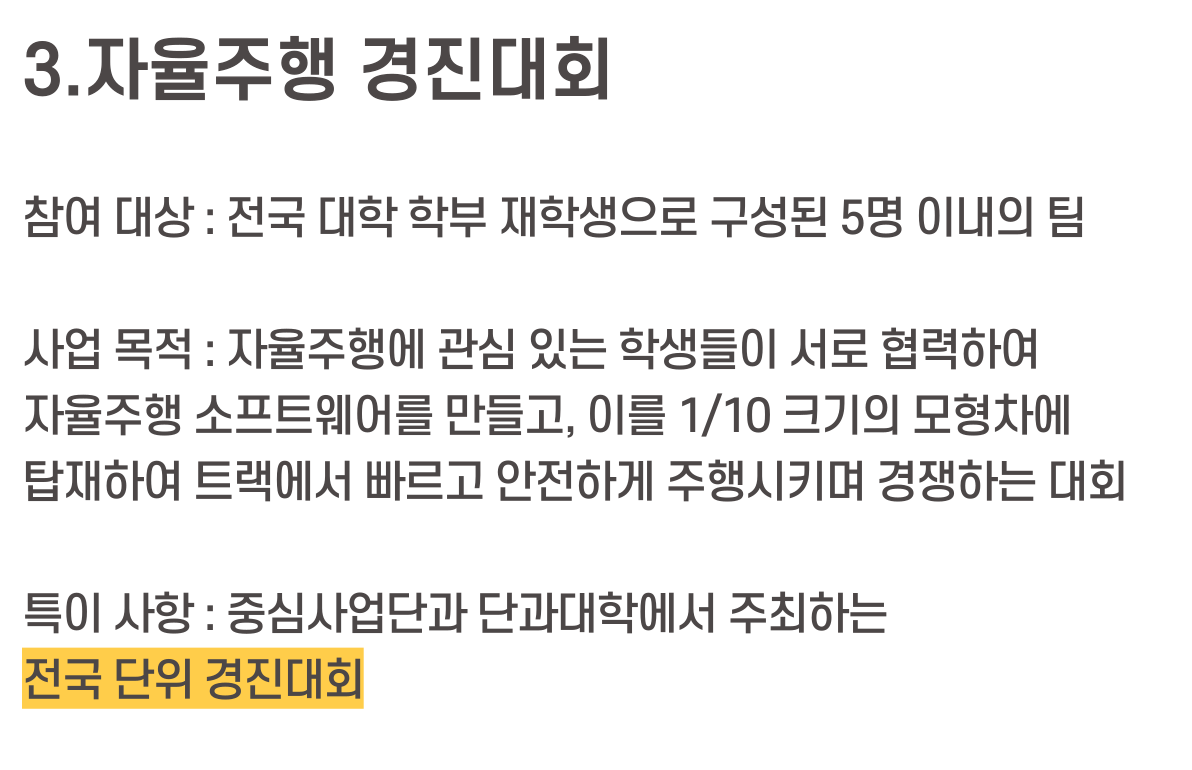 3.자율주행 경진대회
참여 대상 : 전국 대학 학부 재학생으로 구성된 5명 이내의 팀
사업 목적 : 자율주행에 관심 있는 학생들이 서로 협력하여
자율주행 소프트웨어를 만들고, 이를 1/10 크기의 모형차에
탑재하여 트랙에서 빠르고 안전하게 주행시키며 경쟁하는 대회
특이 사항 : 중심사업단과 단과대학에서 주최하는
전국 단위 경진대회